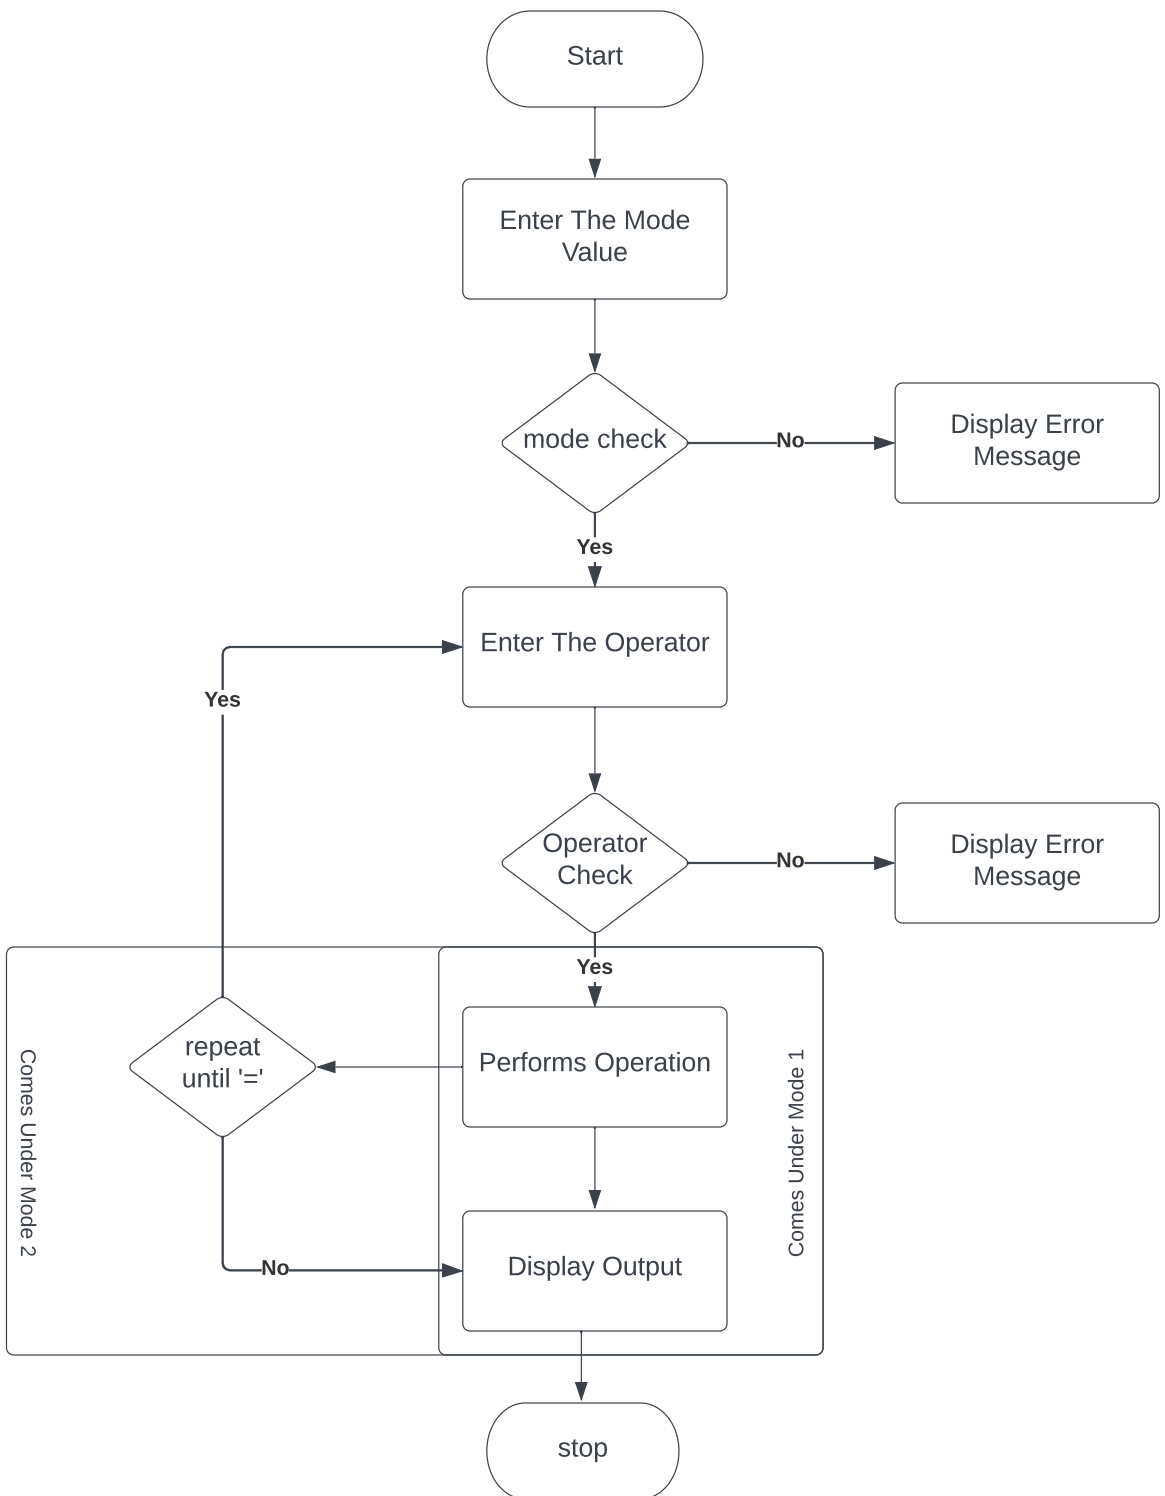 Start
Enter The Mode
Value
mode check
No
Display Error
Message
Yes
Enter The Operator
Yes
Operator
Check
No
Display Error
Message
Yes
repeat
until '='
Performs Operation
Comes Under Mode 2
Comes Under Mode 1
No
Display Output
stop